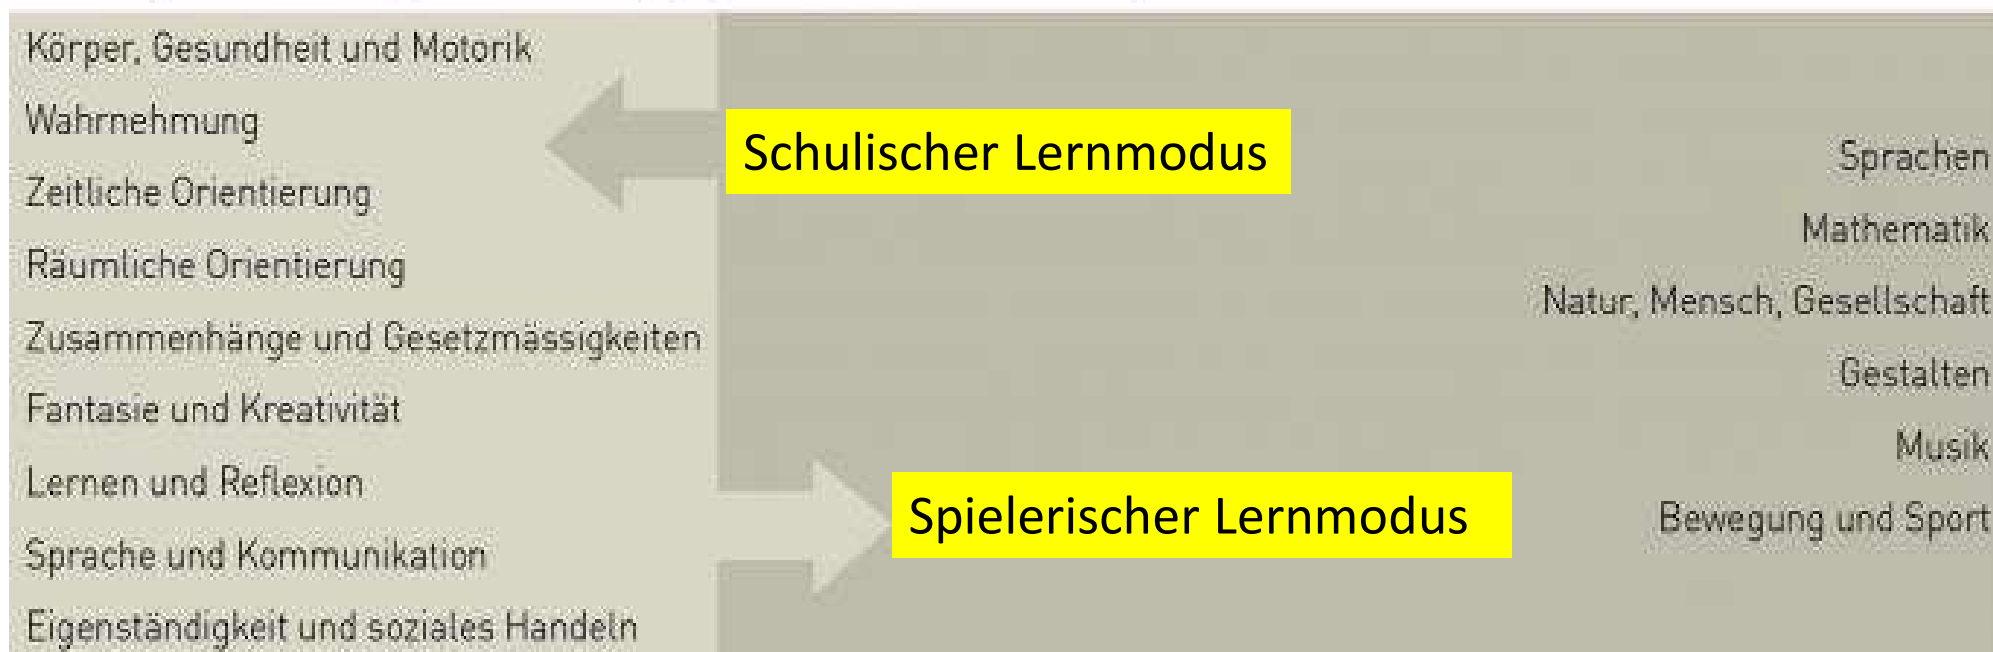 Körper, Gesundheit und Motorik
Wahrnehmung
Zeitliche Orientierung
Räumliche Orientierung
Zusammenhänge und Gesetzmässigkeiten
Fantasie und Kreativität
Lernen und Reflexion
Sprache und Kommunikation
Eigenständigkeit und soziales Handeln
Schulischer Lernmodus
Spielerischer Lernmodus
Sprachen
Mathematik
Natur, Mensch, Gesellschaft
Gestalten
Musik
Bewegung und Sport